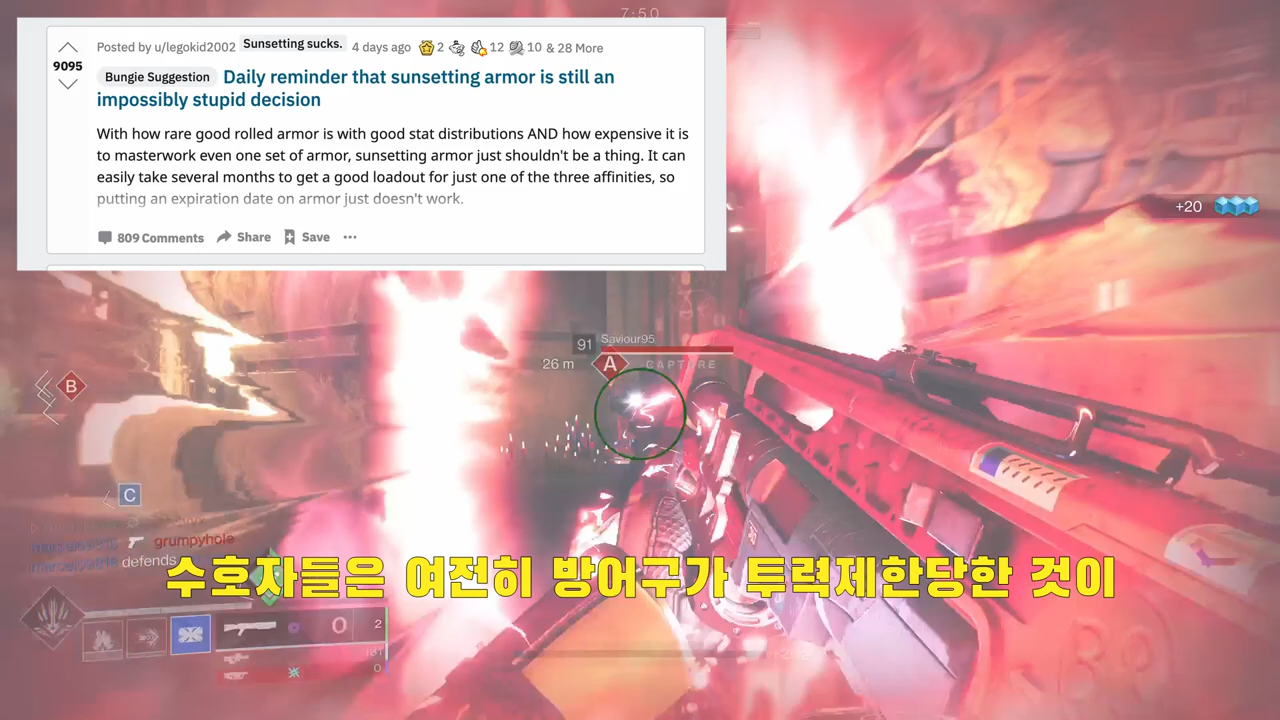 7:50
Posted by u/legokid2002 Sunsetting sucks. 4 days ago 2 12 10 & 28 More
9095
Bungie Suggestion Daily reminder that sunsetting armor is still an
impossibly stupid decision
With how rare good rolled armor is with good stat distributions AND how expensive it is
to masterwork even one set of armor, sunsetting armor just shouldn't be a thing. It can
easily take several months to get a good loadout for just one of the three affinities, so
putting an expiration date on armor just doesn't work.
809 Comments Share Save
+20
91 Saviour95
26 m A CAPTURE
B
C
grumpyhole
defends
수호자들은 여전히 방어구가 투력제한당한 것이
0 2
0